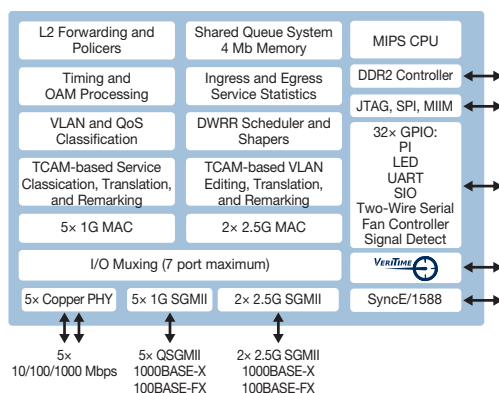 L2 Forwarding and
Policers
Shared Queue System
4 Mb Memory
MIPS CPU
Timing and
OAM Processing
Ingress and Egress
Service Statistics
DDR2 Controller
JTAG, SPI, MIIM
VLAN and QoS
Classification
DWRR Scheduler and
Shapers
32× GPIO:
PI
LED
UART
SIO
Two-Wire Serial
Fan Controller
Signal Detect
TCAM-based Service
Classication, Translation,
and Remarking
TCAM-based VLAN
Editing, Translation,
and Remarking
5× 1G MAC
2× 2.5G MAC
I/O Muxing (7 port maximum)
VERITIME
5× Copper PHY
5× 1G SGMII
2× 2.5G SGMII
SyncE/1588
5×
10/100/1000 Mbps
5× QSGMII
1000BASE-X
100BASE-FX
2× 2.5G SGMII
1000BASE-X
100BASE-FX